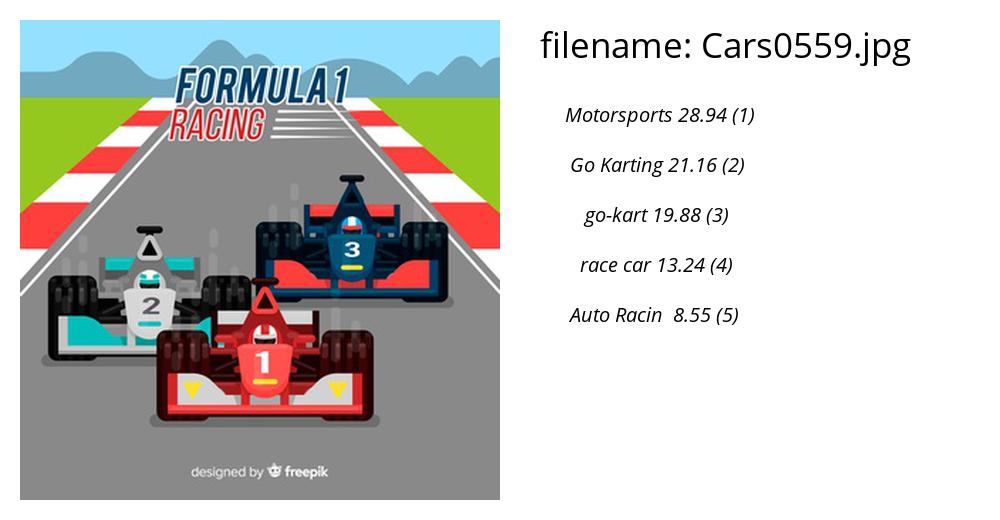 FORMULA 1
RACING
3
2
1
designed by freepik
filename: Cars0559.jpg
Motorsports 28.94 (1)
Go Karting 21.16 (2)
go-kart 19.88 (3)
race car 13.24 (4)
Auto Racin 8.55 (5)